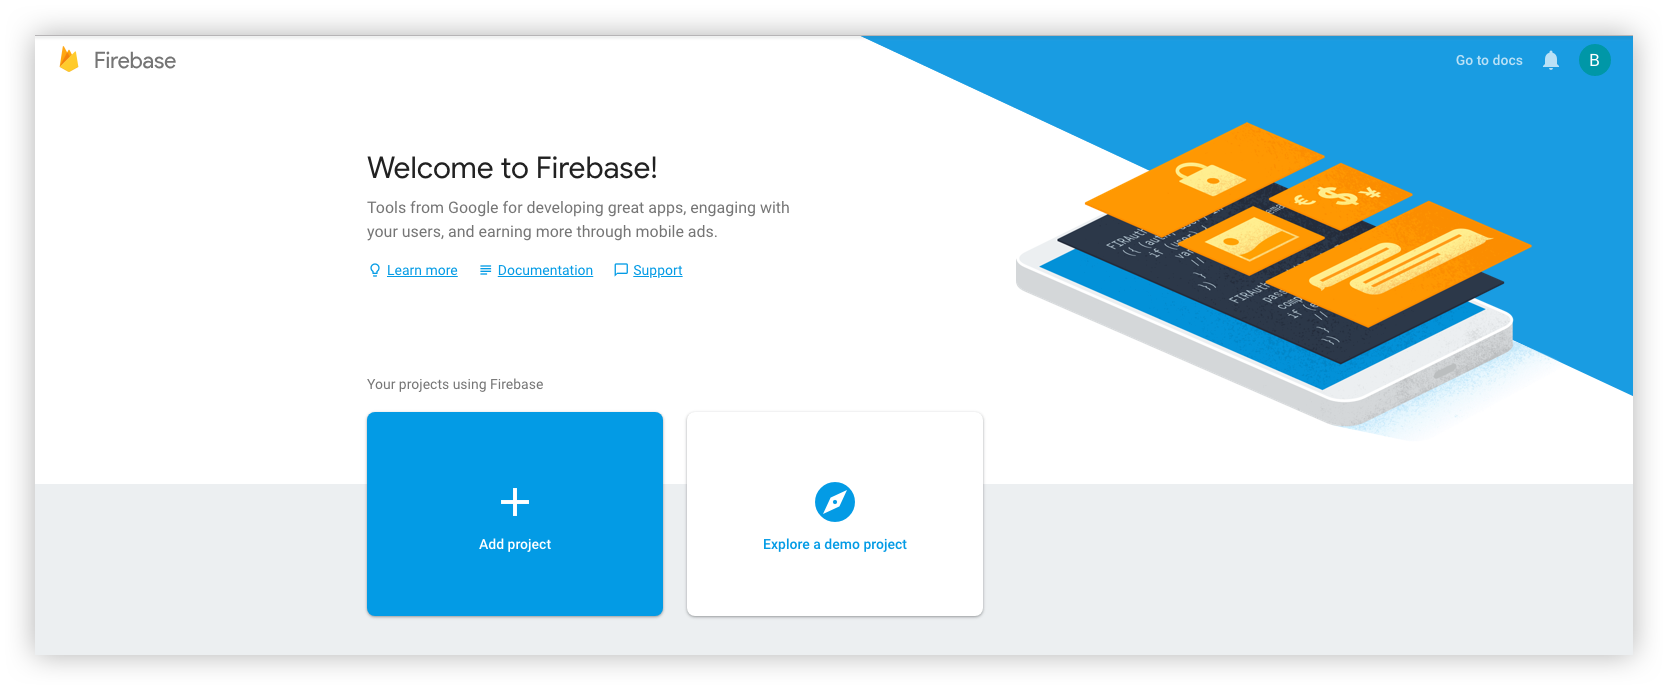 Firebase
Go to docs
B
Welcome to Firebase!
Tools from Google for developing great apps, engaging with
your users, and earning more through mobile ads.
Learn more
Documentation
Support
Your projects using Firebase
Add project
Explore a demo project